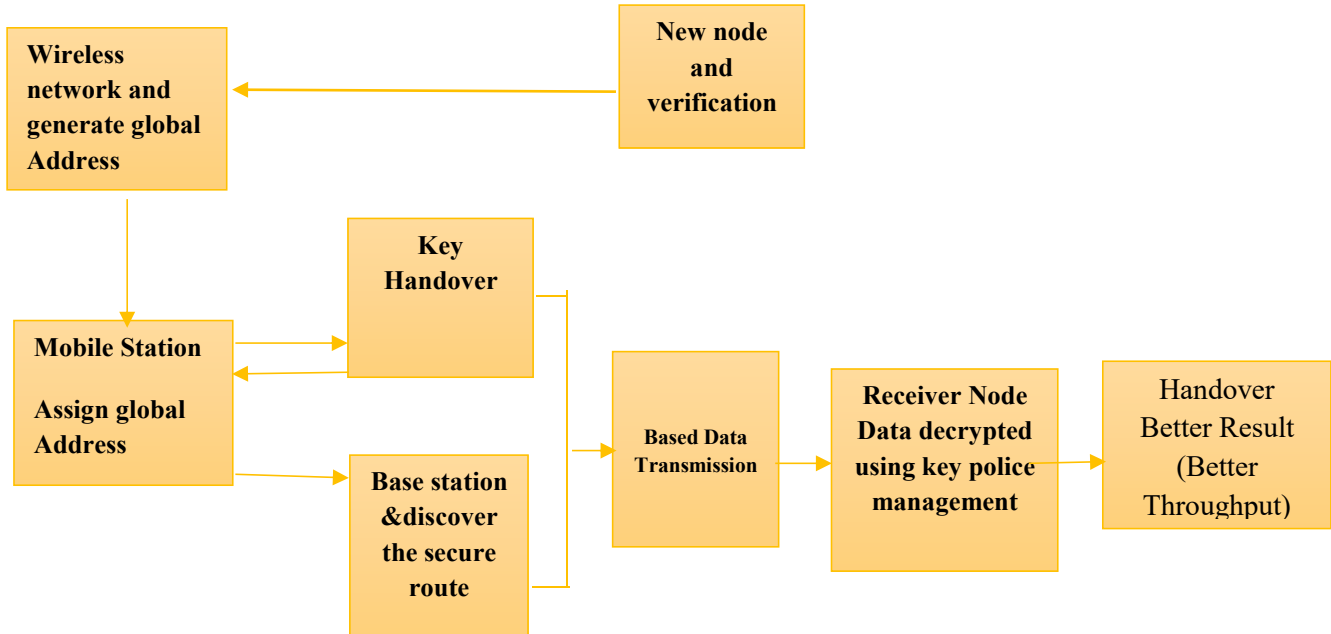 Wireless
network and
generate global
Address
New node
and
verification
Key
Handover
Mobile Station
Assign global
Address
Base station
&discover
the secure
route
Based Data
Transmission
Receiver Node
Data decrypted
using key police
management
Handover
Better Result
(Better
Throughput)